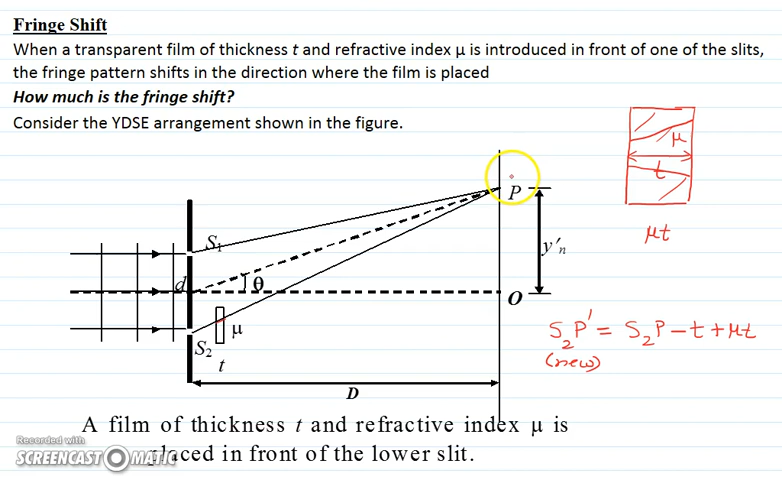 Fringe Shift
When a transparent film of thickness t and refractive index μ is introduced in front of one of the slits,
the fringe pattern shifts in the direction where the film is placed
How much is the fringe shift?
Consider the YDSE arrangement shown in the figure.
μ
t
μt
P
S₁
y′n
d
θ
O
μ
S₂
t
S₂P′ = S₂P − t + μt
(new)
D
A film of thickness t and refractive index μ is
placed in front of the lower slit.
Recorded with
SCREENCAST MATIC